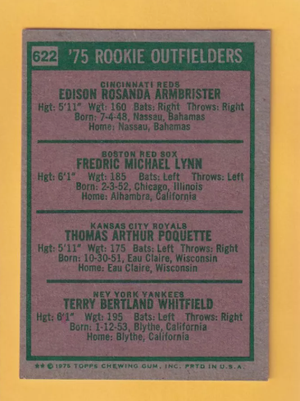 622 '75 ROOKIE OUTFIELDERS
CINCINNATI REDS
EDISON ROSANDA ARMBRISTER
Hgt: 5'11" Wgt: 160 Bats: Right Throws: Right
Born: 7-4-48, Nassau, Bahamas
Home: Nassau, Bahamas
BOSTON RED SOX
FREDRIC MICHAEL LYNN
Hgt: 6'1" Wgt: 185 Bats: Left Throws: Left
Born: 2-3-52, Chicago, Illinois
Home: Alhambra, California
KANSAS CITY ROYALS
THOMAS ARTHUR POQUETTE
Hgt: 5'11" Wgt: 175 Bats: Left Throws: Right
Born: 10-30-51, Eau Claire, Wisconsin
Home: Eau Claire, Wisconsin
NEW YORK YANKEES
TERRY BERTLAND WHITFIELD
Hgt: 6'1" Wgt: 195 Bats: Left Throws: Right
Born: 1-12-53, Blythe, California
Home: Blythe, California
** © 1975 TOPPS CHEWING GUM, INC. PRTD IN U.S.A.